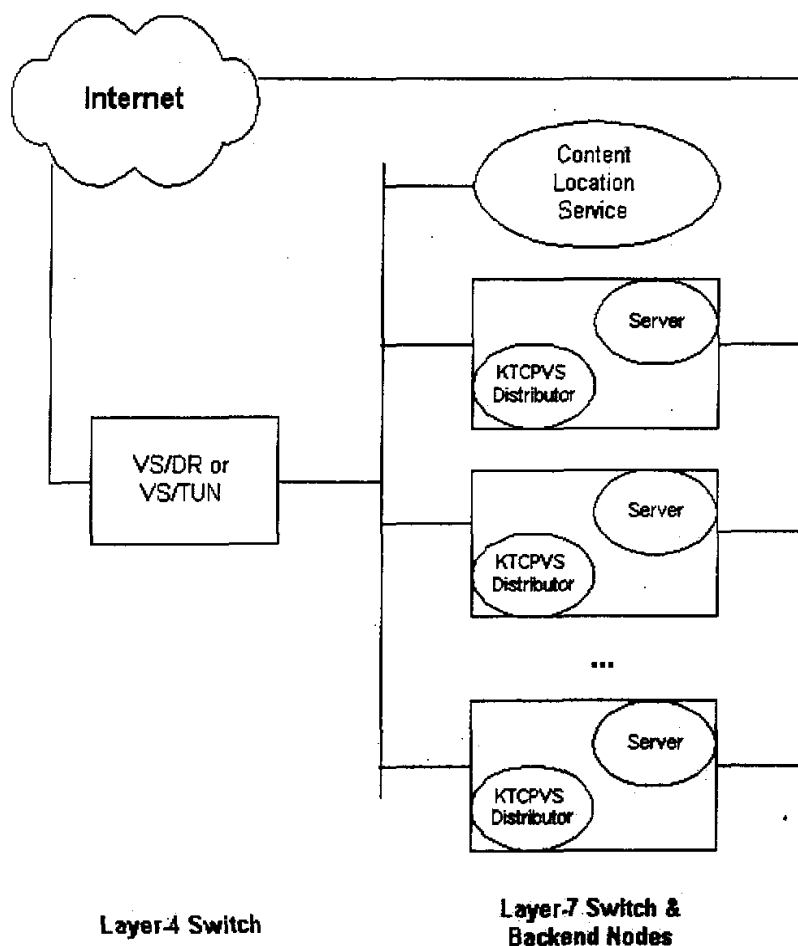 Internet
Content
Location
Service
Server
KTCPVS
Distributor
VS/DR or
VS/TUN
Server
KTCPVS
Distributor
...
Server
KTCPVS
Distributor
Layer-4 Switch
Layer-7 Switch &
Backend Nodes